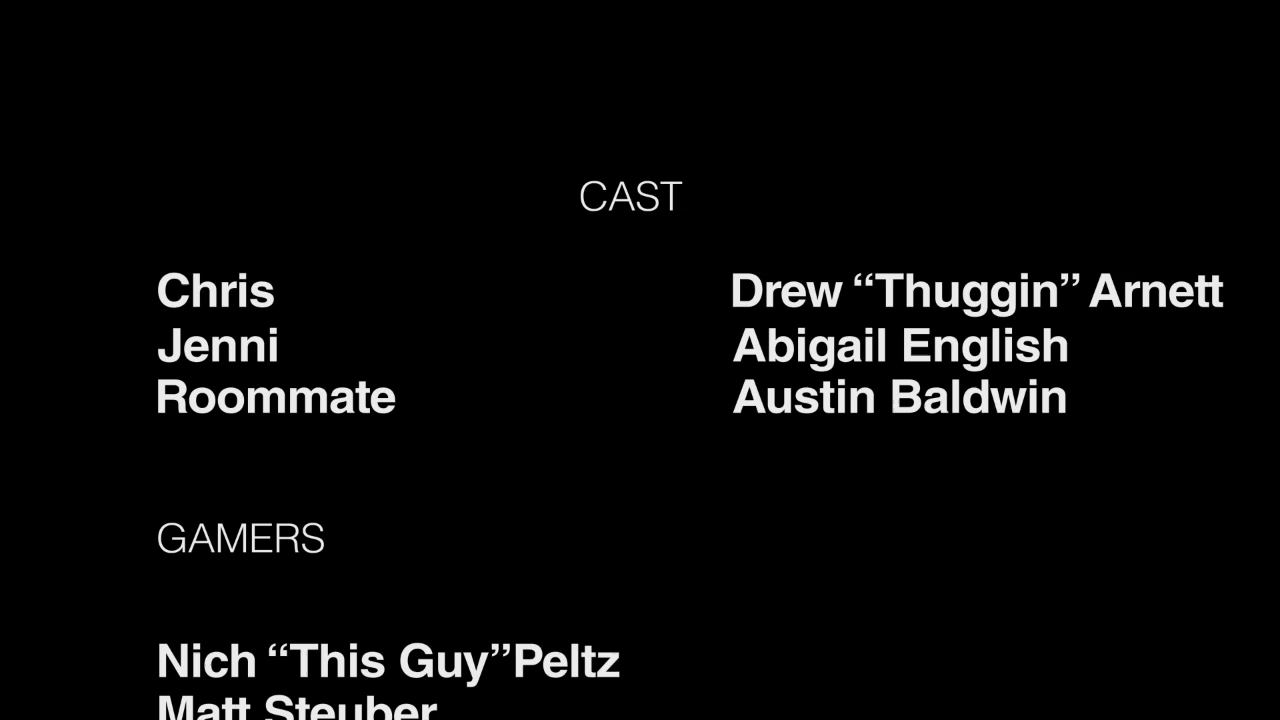 CAST
Chris Drew “Thuggin” Arnett
Jenni Abigail English
Roommate Austin Baldwin
GAMERS
Nich “This Guy”Peltz
Matt Steuber